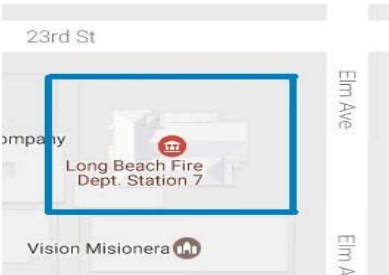 23rd St
Elm Ave
ompany
Long Beach Fire
Dept. Station 7
Vision Misionera
Elm A